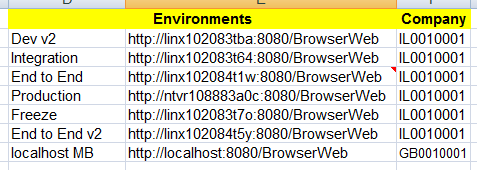 D E F
Environments Company
Dev v2 http://linx102083tba:8080/BrowserWeb IL0010001
Integration http://linx102083t64:8080/BrowserWeb IL0010001
End to End http://linx102084t1w:8080/BrowserWeb IL0010001
Production http://ntvr108883a0c:8080/BrowserWeb IL0010001
Freeze http://linx102083t7o:8080/BrowserWeb IL0010001
End to End v2 http://linx102084t5y:8080/BrowserWeb IL0010001
localhost MB http://localhost:8080/BrowserWeb GB0010001